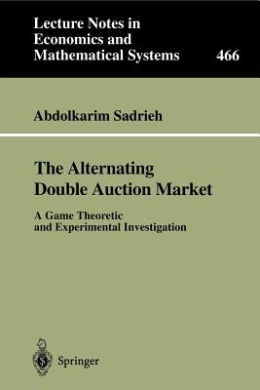 Lecture Notes in
Economics and
Mathematical Systems 466
Abdolkarim Sadrieh
The Alternating
Double Auction Market
A Game Theoretic
and Experimental Investigation
Springer